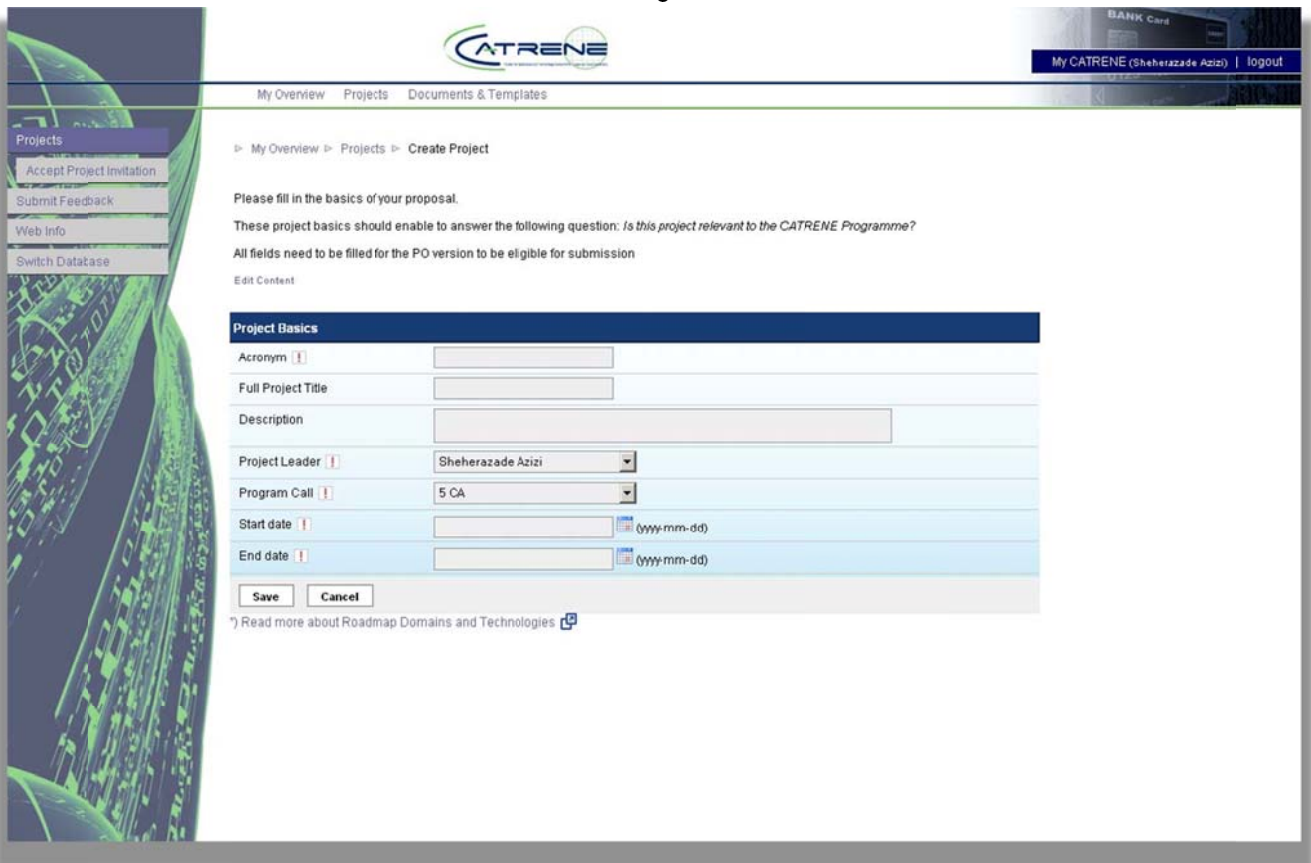 BANK Card
CATRENE
My CATRENE (Sheherazade Azizi) | logout
My Overview Projects Documents & Templates
Projects
Accept Project Invitation
Submit Feedback
Web Info
Switch Database
My Overview Projects Create Project
Please fill in the basics of your proposal.
These project basics should enable to answer the following question: Is this project relevant to the CATRENE Programme?
All fields need to be filled for the PO version to be eligible for submission
Edit Content
Project Basics
Acronym !
Full Project Title
Description
Project Leader ! Sheherazade Azizi
Program Call ! 5 CA
Start date ! (yyyy-mm-dd)
End date ! (yyyy-mm-dd)
Save Cancel
*) Read more about Roadmap Domains and Technologies